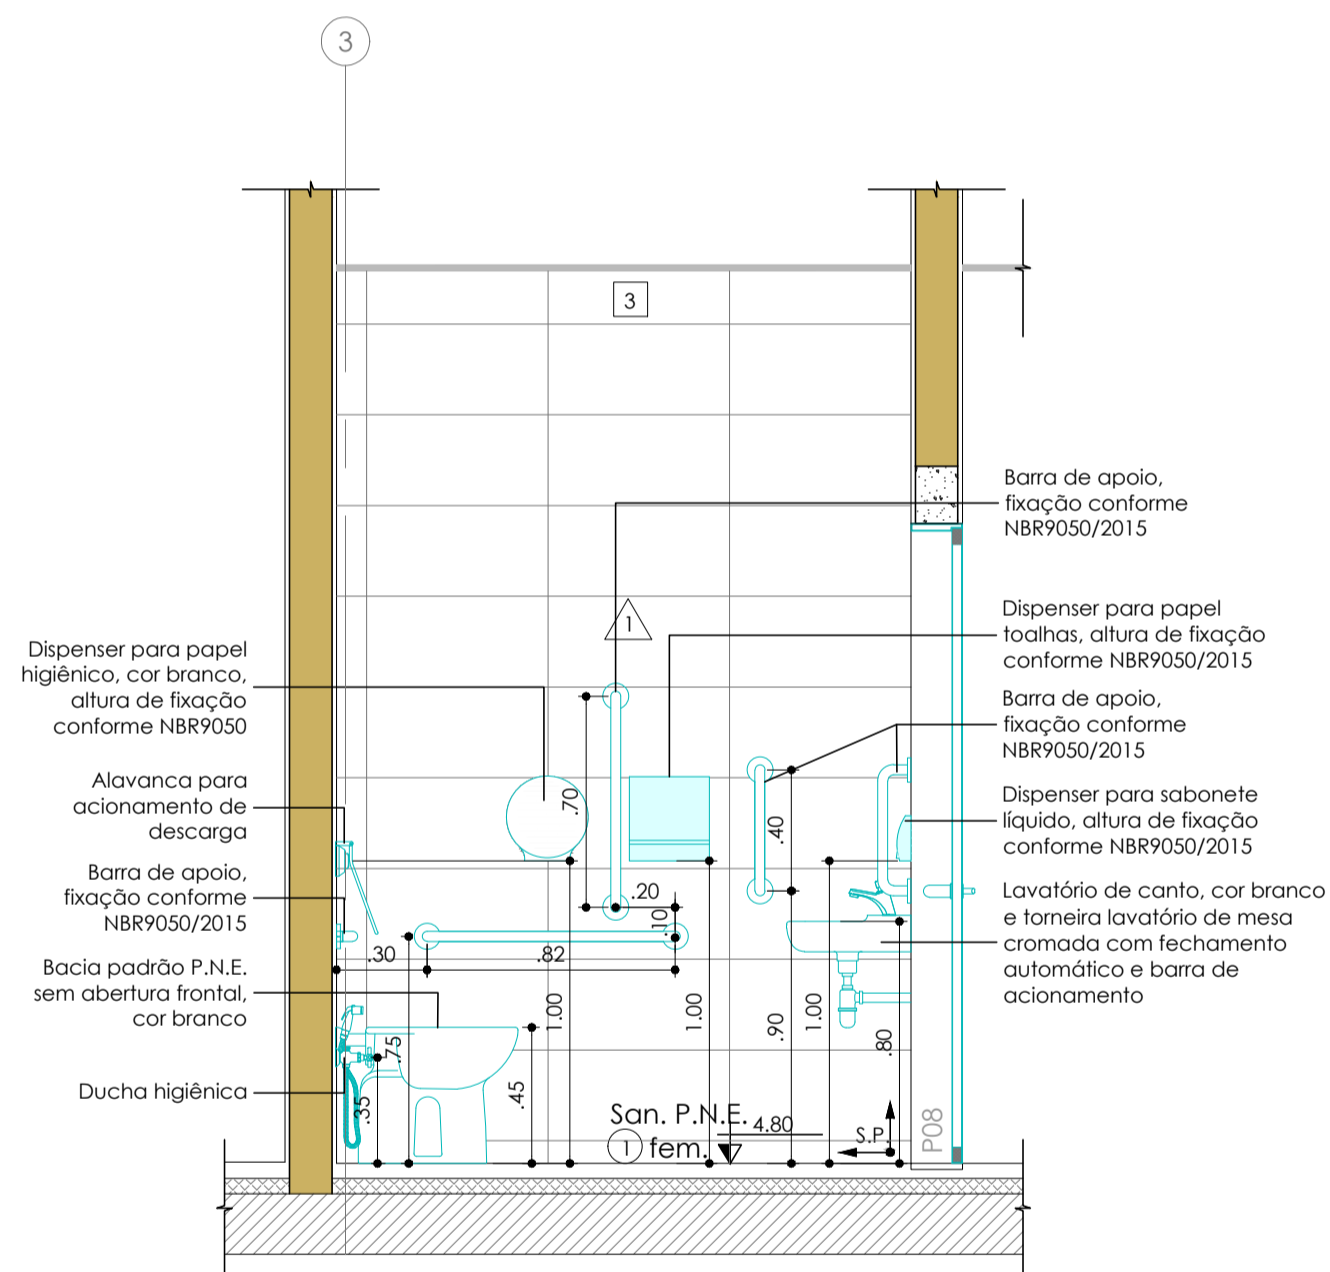 3
3
Barra de apoio,
fixação conforme
NBR9050/2015
1
Dispenser para papel
toalhas, altura de fixação
conforme NBR9050/2015
Dispenser para papel
higiênico, cor branco,
altura de fixação
conforme NBR9050
Barra de apoio,
fixação conforme
NBR9050/2015
Alavanca para
acionamento de
descarga
Dispenser para sabonete
líquido, altura de fixação
conforme NBR9050/2015
Barra de apoio,
fixação conforme
NBR9050/2015
Lavatório de canto, cor branco
e torneira lavatório de mesa
cromada com fechamento
automático e barra de
acionamento
Bacia padrão P.N.E.
sem abertura frontal,
cor branco
Ducha higiênica
.70
.40
.20
.10
.30
.82
1.00
1.00
.90
1.00
.80
.75
.35
.45
San. P.N.E.
1 fem.
4.80
S.P.
P08